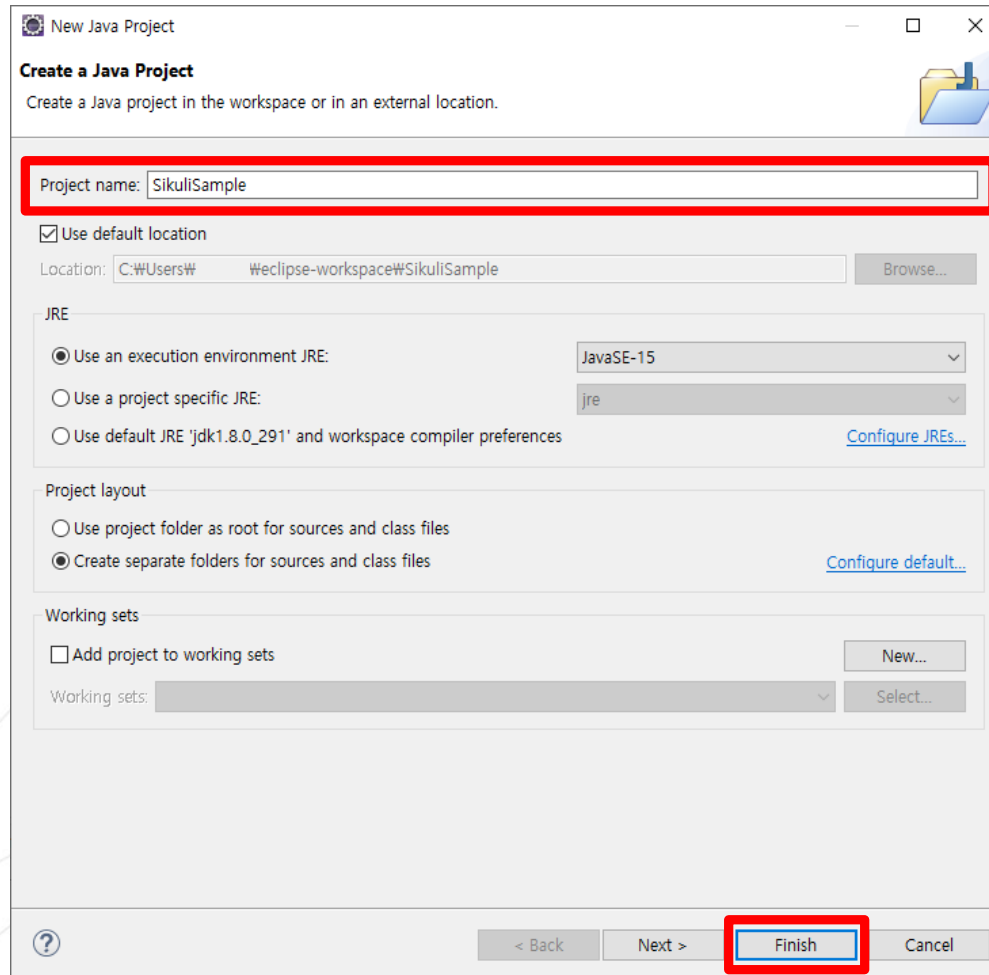 New Java Project
Create a Java Project
Create a Java project in the workspace or in an external location.
Project name: SikuliSample
Use default location
Location: C:₩Users₩ ₩eclipse-workspace₩SikuliSample Browse...
JRE
Use an execution environment JRE: JavaSE-15
Use a project specific JRE: jre
Use default JRE 'jdk1.8.0_291' and workspace compiler preferences Configure JREs...
Project layout
Use project folder as root for sources and class files
Create separate folders for sources and class files Configure default...
Working sets
Add project to working sets New...
Working sets: Select...
? < Back Next > Finish Cancel